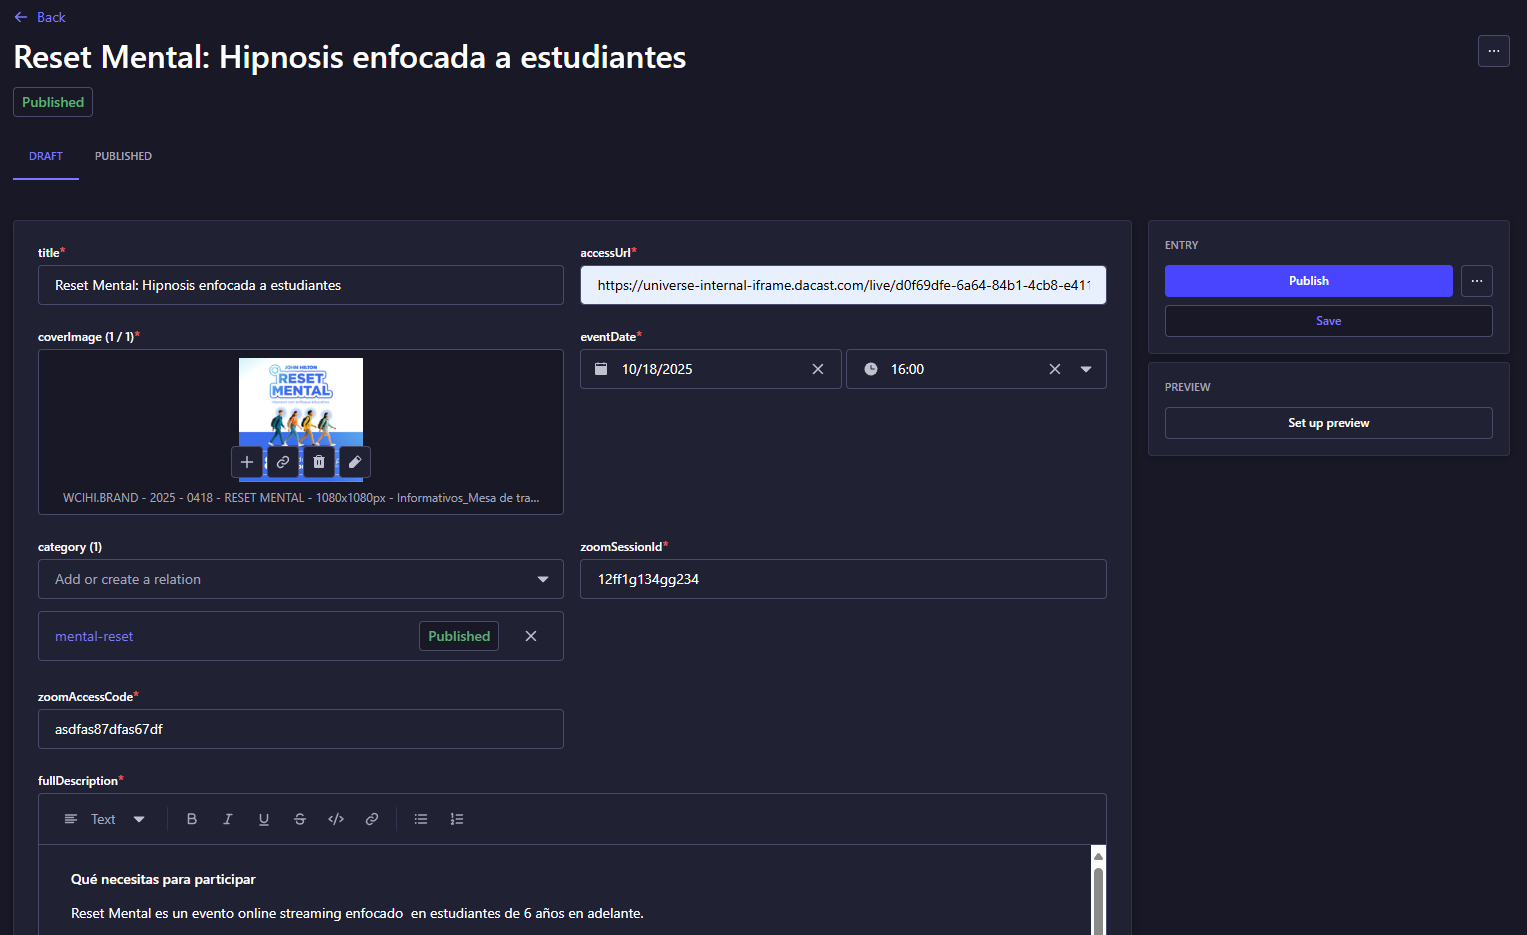 Back
Reset Mental: Hipnosis enfocada a estudiantes
Published
DRAFT PUBLISHED
title*
Reset Mental: Hipnosis enfocada a estudiantes
accessUrl*
https://universe-internal-iframe.dacast.com/live/d0f69dfe-6a64-84b1-4cb8-e411
coverImage (1 / 1)*
JOHN HILTON
RESET
MENTAL
WCIHI.BRAND - 2025 - 0418 - RESET MENTAL - 1080x1080px - Informativos_Mesa de tra...
eventDate*
10/18/2025
16:00
category (1)
Add or create a relation
mental-reset
Published
zoomSessionId*
12ff1g134gg234
zoomAccessCode*
asdfas87dfas67df
fullDescription*
Text
Qué necesitas para participar
Reset Mental es un evento online streaming enfocado  en estudiantes de 6 años en adelante.
ENTRY
Publish
Save
PREVIEW
Set up preview